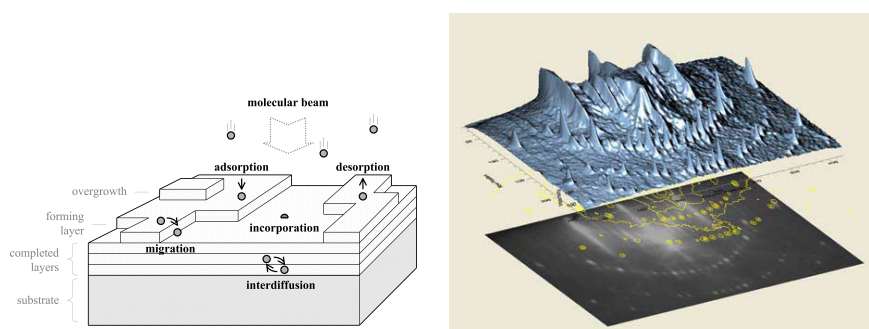 molecular beam
adsorption
desorption
overgrowth
forming
layer
incorporation
migration
completed
layers
interdiffusion
substrate